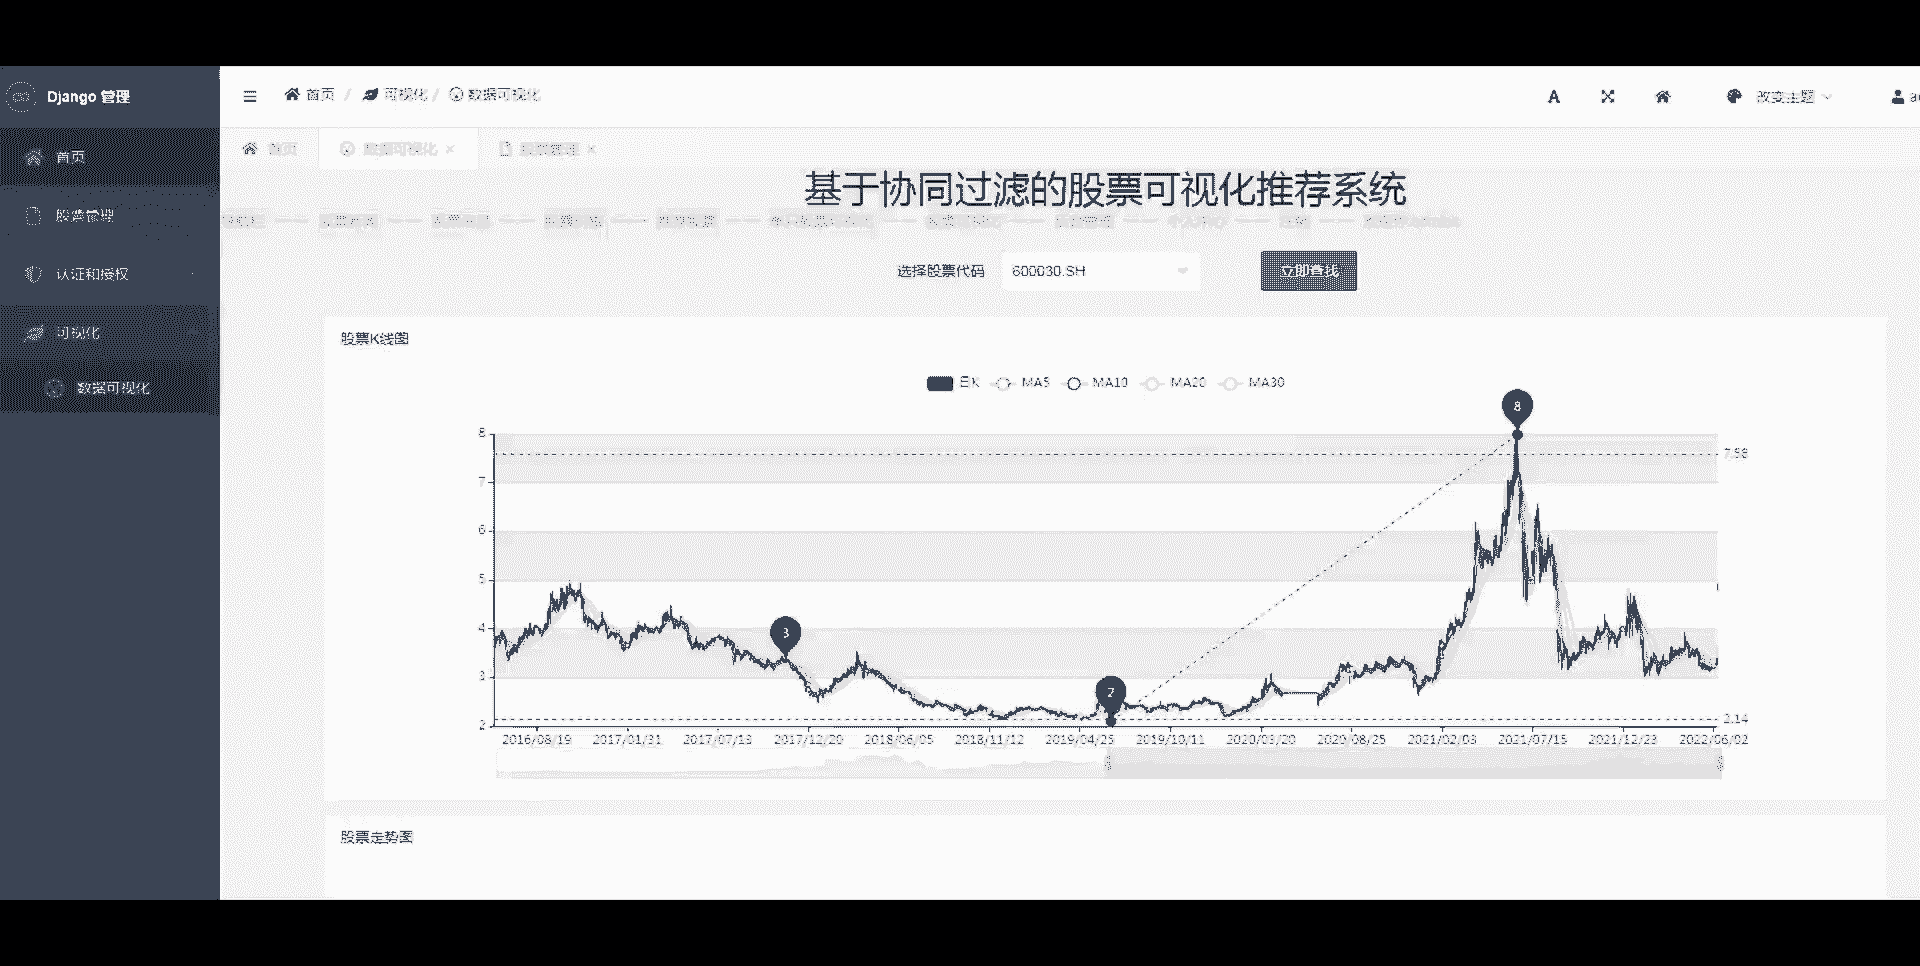 Django 管理
首页
股票管理
认证和授权
可视化
数据可视化
首页 / 可视化 / 数据可视化
A
改变主题
首页
数据可视化 ×
股票管理 ×
基于协同过滤的股票可视化推荐系统
选择股票代码
600030.SH
立即查找
股票K线图
日K MA5 MA10 MA20 MA30
8
8
7.58
7
6
5
4
3
3
2
2
2.14
2016/08/19 2017/01/31 2017/07/13 2017/12/20 2018/06/05 2018/11/12 2019/04/25 2019/10/11 2020/03/20 2020/08/25 2021/02/03 2021/07/15 2021/12/23 2022/06/02
股票走势图